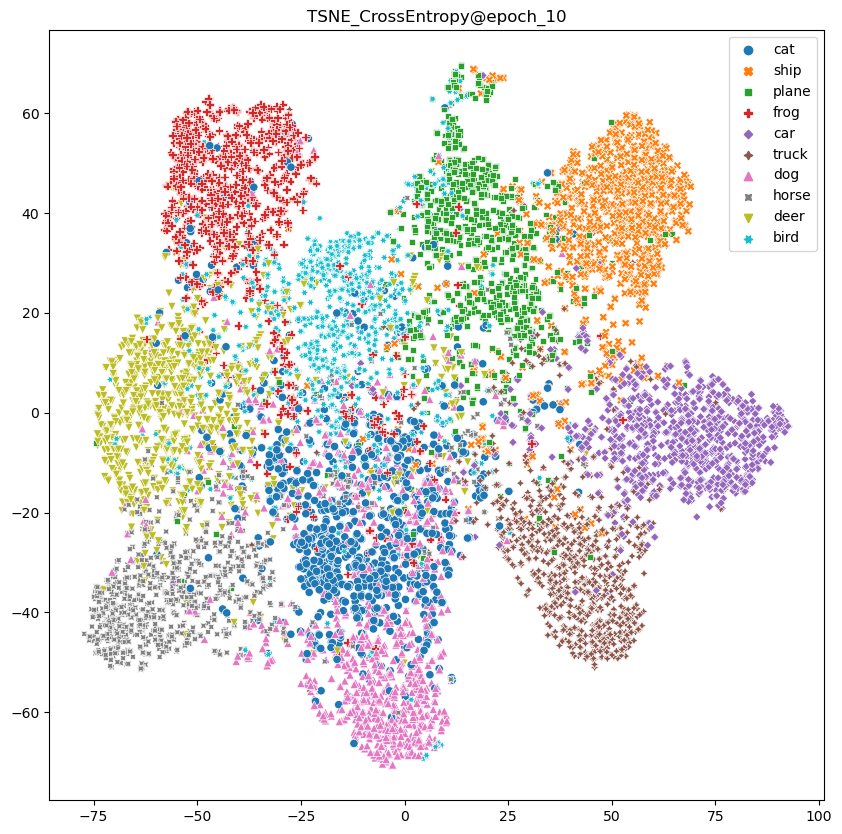 TSNE_CrossEntropy@epoch_10
cat
ship
plane
frog
car
truck
dog
horse
deer
bird
60
40
20
0
−20
−40
−60
−75 −50 −25 0 25 50 75 100